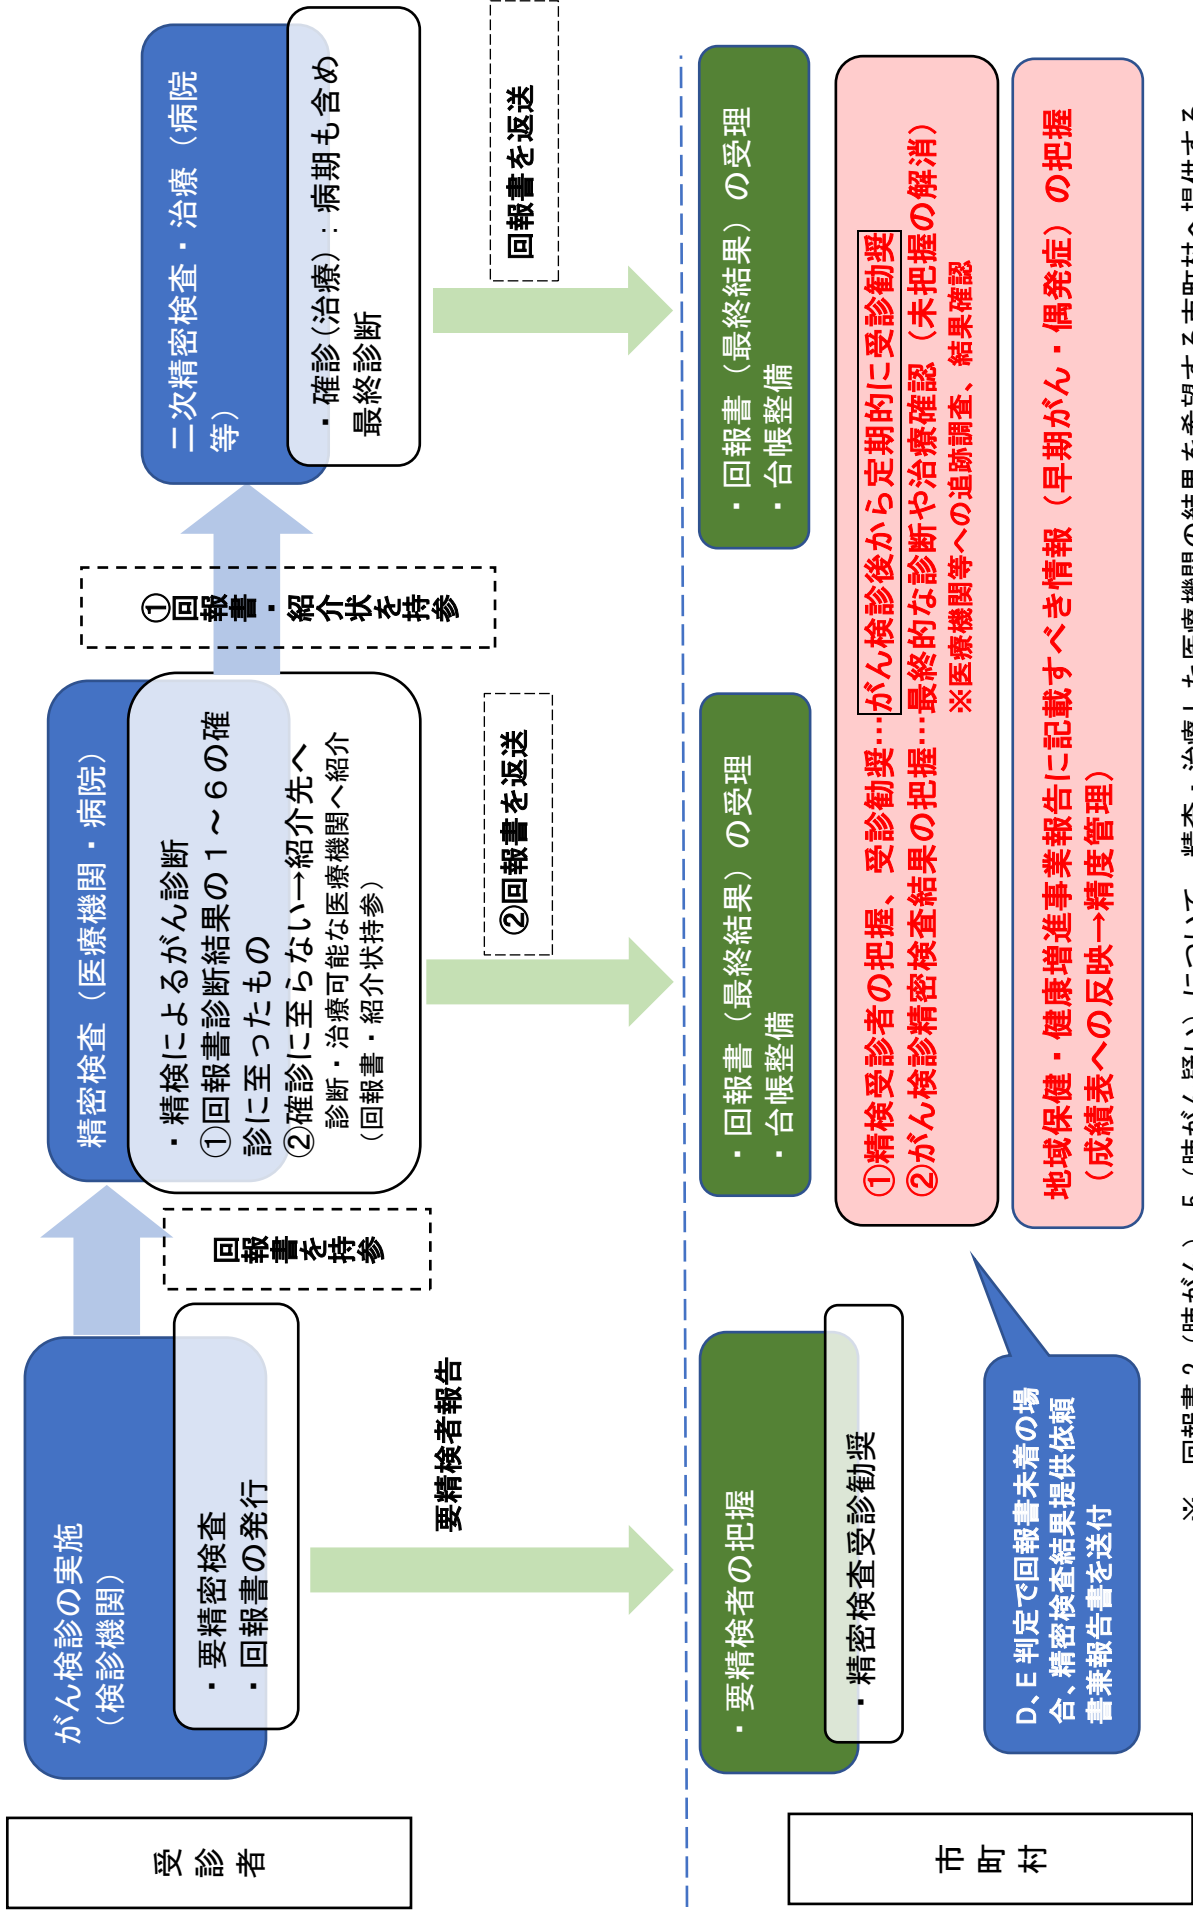 受診者
がん検診の実施
（検診機関）
・要精密検査
・回報書の発行
回報書を持参
精密検査（医療機関・病院）
・精検によるがん診断
①回報書診断結果の１～６の確
診に至ったもの
②確診に至らない→紹介先へ
診断・治療可能な医療機関へ紹介
（回報書・紹介状持参）
①回報書・紹介状を持参
二次精密検査・治療（病院
等）
・確診（治療）：病期も含め
最終診断
要精検者報告
②回報書を返送
回報書を返送
市町村
・要精検者の把握
・精密検査受診勧奨
・回報書（最終結果）の受理
・台帳整備
・回報書（最終結果）の受理
・台帳整備
①精検受診者の把握、受診勧奨…がん検診後から定期的に受診勧奨
②がん検診精密検査結果の把握…最終的な診断や治療確認（未把握の解消）
※医療機関等への追跡調査、結果確認
地域保健・健康増進事業報告に記載すべき情報（早期がん・偶発症）の把握
（成績表への反映→精度管理）
D、E 判定で回報書未着の場
合、精密検査結果提供依頼
書兼報告書を送付